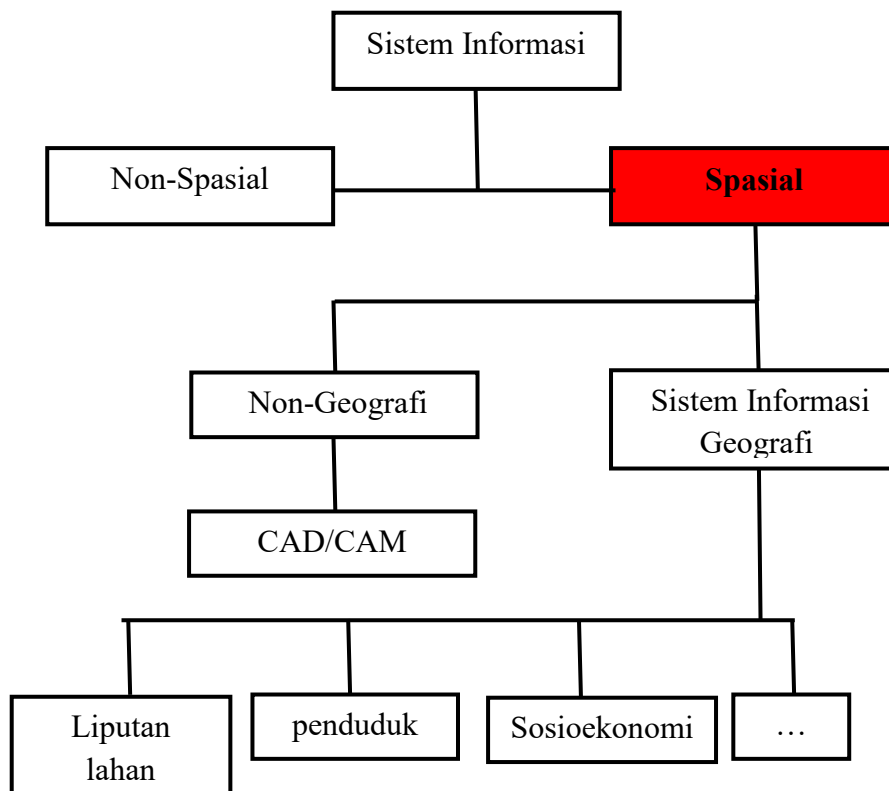 Sistem Informasi
Non-Spasial
Spasial
Non-Geografi
Sistem Informasi
Geografi
CAD/CAM
Liputan
lahan
penduduk
Sosioekonomi
…